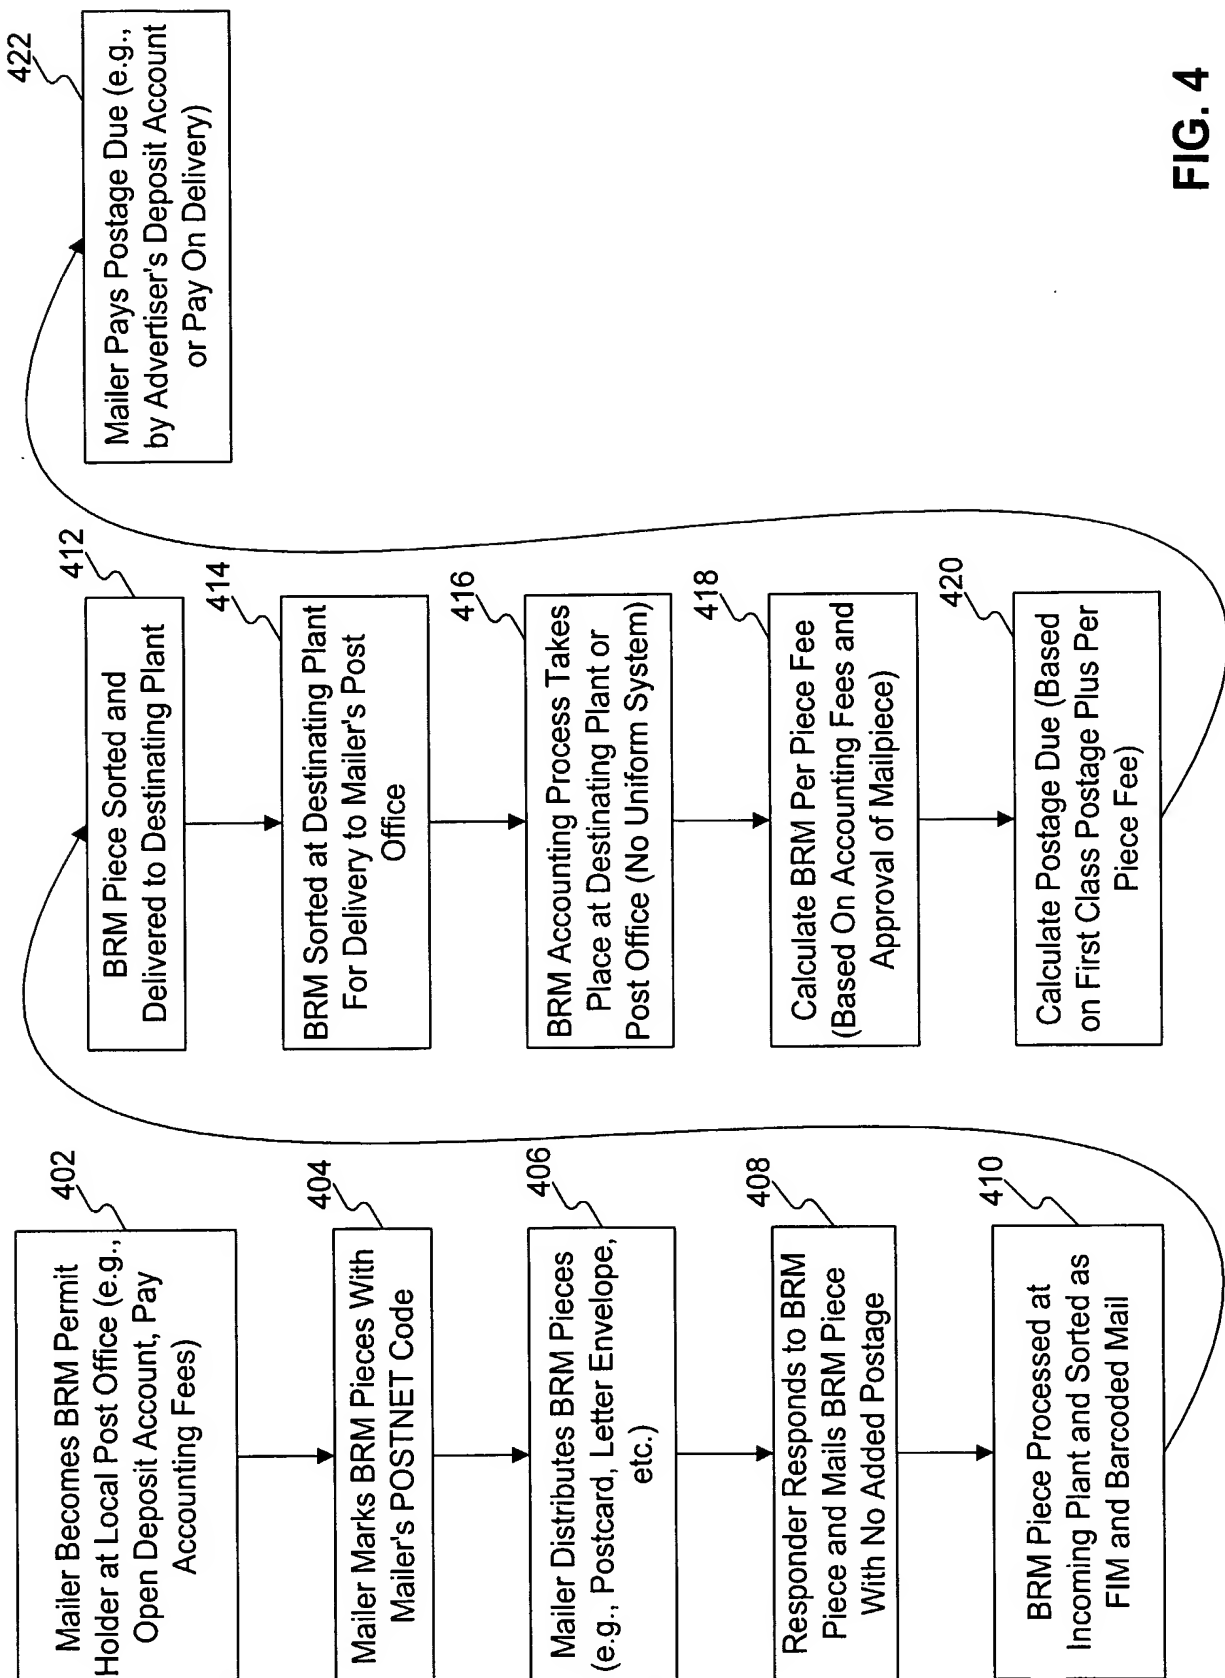 402
Mailer Becomes BRM Permit
Holder at Local Post Office (e.g.,
Open Deposit Account, Pay
Accounting Fees)
404
Mailer Marks BRM Pieces With
Mailer's POSTNET Code
406
Mailer Distributes BRM Pieces
(e.g., Postcard, Letter Envelope,
etc.)
408
Responder Responds to BRM
Piece and Mails BRM Piece
With No Added Postage
410
BRM Piece Processed at
Incoming Plant and Sorted as
FIM and Barcoded Mail
412
BRM Piece Sorted and
Delivered to Destinating Plant
414
BRM Sorted at Destinating Plant
For Delivery to Mailer's Post
Office
416
BRM Accounting Process Takes
Place at Destinating Plant or
Post Office (No Uniform System)
418
Calculate BRM Per Piece Fee
(Based On Accounting Fees and
Approval of Mailpiece)
420
Calculate Postage Due (Based
on First Class Postage Plus Per
Piece Fee)
422
Mailer Pays Postage Due (e.g.,
by Advertiser's Deposit Account
or Pay On Delivery)
FIG. 4